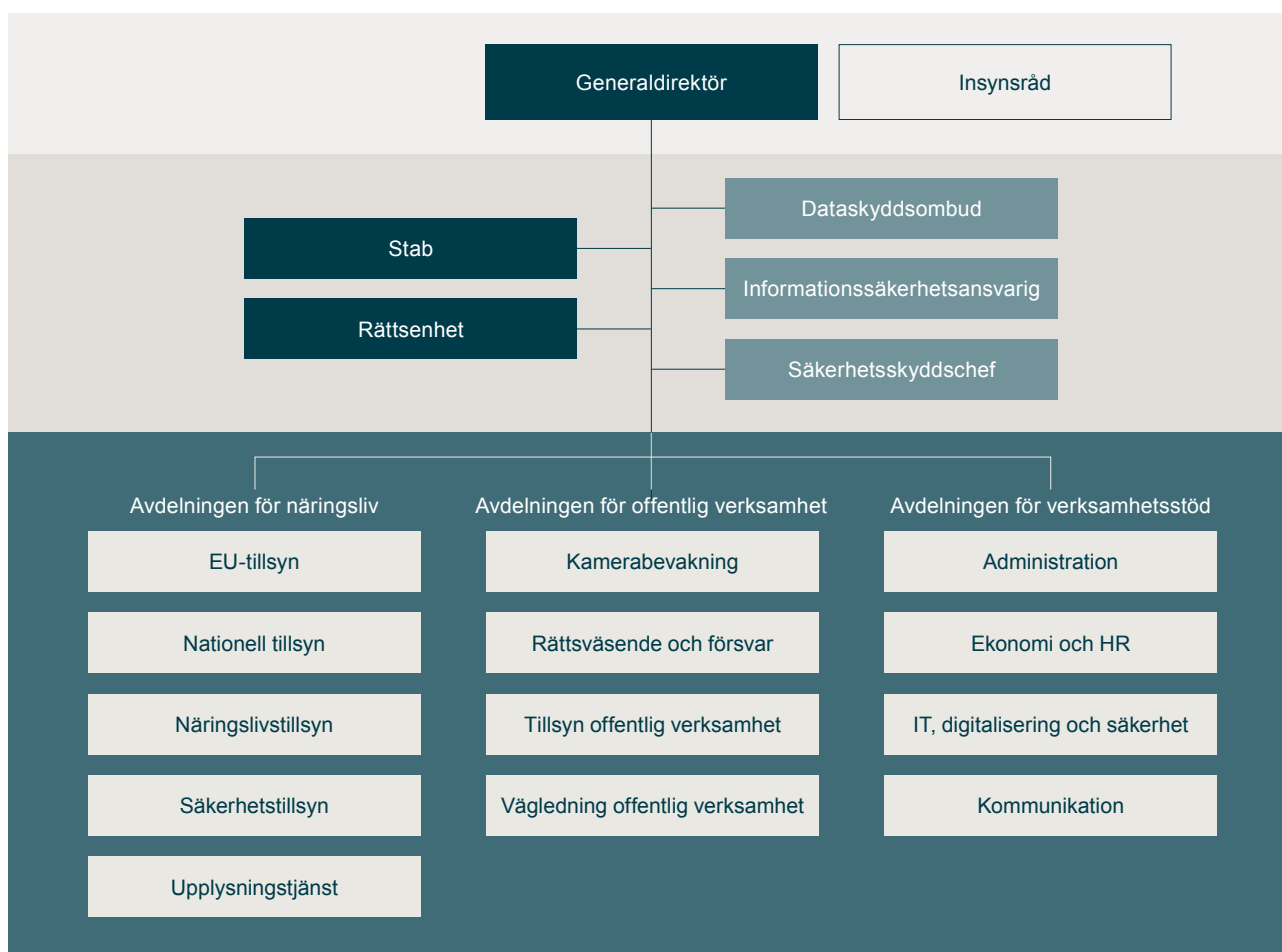 Generaldirektör
Insynsråd
Dataskyddsombud
Stab
Informationssäkerhetsansvarig
Rättsenhet
Säkerhetsskyddschef
Avdelningen för näringsliv
EU-tillsyn
Nationell tillsyn
Näringslivstillsyn
Säkerhetstillsyn
Upplysningstjänst
Avdelningen för offentlig verksamhet
Kamerabevakning
Rättsväsende och försvar
Tillsyn offentlig verksamhet
Vägledning offentlig verksamhet
Avdelningen för verksamhetsstöd
Administration
Ekonomi och HR
IT, digitalisering och säkerhet
Kommunikation